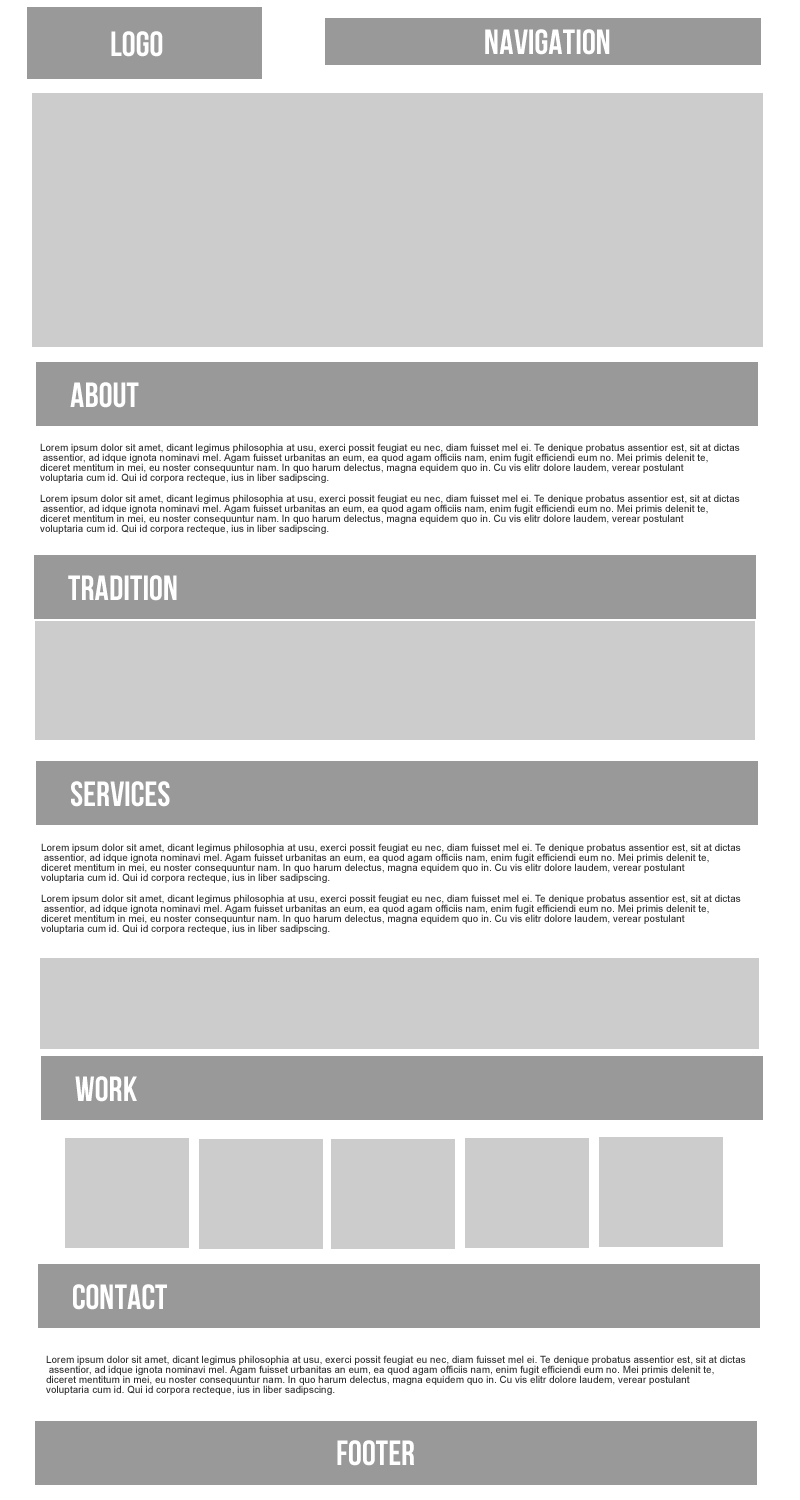 LOGO
NAVIGATION
ABOUT
Lorem ipsum dolor sit amet, dicant legimus philosophia at usu, exerci possit feugiat eu nec, diam fuisset mel ei. Te denique probatus assentior est, sit at dictas
assentior, ad idque ignota nominavi mel. Agam fuisset urbanitas an eum, ea quod agam officiis nam, enim fugit efficiendi eum no. Mei primis delenit te,
diceret mentitum in mei, eu noster consequuntur nam. In quo harum delectus, magna equidem quo in. Cu vis elitr dolore laudem, verear postulant
voluptaria cum id. Qui id corpora recteque, ius in liber sadipscing.
Lorem ipsum dolor sit amet, dicant legimus philosophia at usu, exerci possit feugiat eu nec, diam fuisset mel ei. Te denique probatus assentior est, sit at dictas
assentior, ad idque ignota nominavi mel. Agam fuisset urbanitas an eum, ea quod agam officiis nam, enim fugit efficiendi eum no. Mei primis delenit te,
diceret mentitum in mei, eu noster consequuntur nam. In quo harum delectus, magna equidem quo in. Cu vis elitr dolore laudem, verear postulant
voluptaria cum id. Qui id corpora recteque, ius in liber sadipscing.
TRADITION
SERVICES
Lorem ipsum dolor sit amet, dicant legimus philosophia at usu, exerci possit feugiat eu nec, diam fuisset mel ei. Te denique probatus assentior est, sit at dictas
assentior, ad idque ignota nominavi mel. Agam fuisset urbanitas an eum, ea quod agam officiis nam, enim fugit efficiendi eum no. Mei primis delenit te,
diceret mentitum in mei, eu noster consequuntur nam. In quo harum delectus, magna equidem quo in. Cu vis elitr dolore laudem, verear postulant
voluptaria cum id. Qui id corpora recteque, ius in liber sadipscing.
Lorem ipsum dolor sit amet, dicant legimus philosophia at usu, exerci possit feugiat eu nec, diam fuisset mel ei. Te denique probatus assentior est, sit at dictas
assentior, ad idque ignota nominavi mel. Agam fuisset urbanitas an eum, ea quod agam officiis nam, enim fugit efficiendi eum no. Mei primis delenit te,
diceret mentitum in mei, eu noster consequuntur nam. In quo harum delectus, magna equidem quo in. Cu vis elitr dolore laudem, verear postulant
voluptaria cum id. Qui id corpora recteque, ius in liber sadipscing.
WORK
CONTACT
Lorem ipsum dolor sit amet, dicant legimus philosophia at usu, exerci possit feugiat eu nec, diam fuisset mel ei. Te denique probatus assentior est, sit at dictas
assentior, ad idque ignota nominavi mel. Agam fuisset urbanitas an eum, ea quod agam officiis nam, enim fugit efficiendi eum no. Mei primis delenit te,
diceret mentitum in mei, eu noster consequuntur nam. In quo harum delectus, magna equidem quo in. Cu vis elitr dolore laudem, verear postulant
voluptaria cum id. Qui id corpora recteque, ius in liber sadipscing.
FOOTER